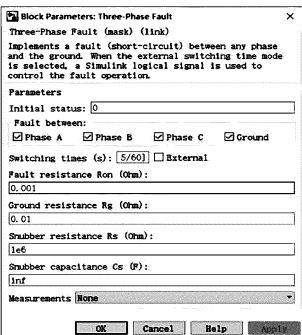 Block Parameters: Three-Phase Fault
Three-Phase Fault (mask) (link)
Implements a fault (short-circuit) between any phase
and the ground. When the external switching time mode
is selected, a Simulink logical signal is used to
control the fault operation.
Parameters
Initial status: 0
Fault between:
Phase A Phase B Phase C Ground
Switching times (s): 5/60] External
Fault resistance Ron (Ohm):
0.001
Ground resistance Rg (Ohm):
0.01
Snubber resistance Rs (Ohm):
1e6
Snubber capacitance Cs (F):
inf
Measurements None
OK Cancel Help Apply